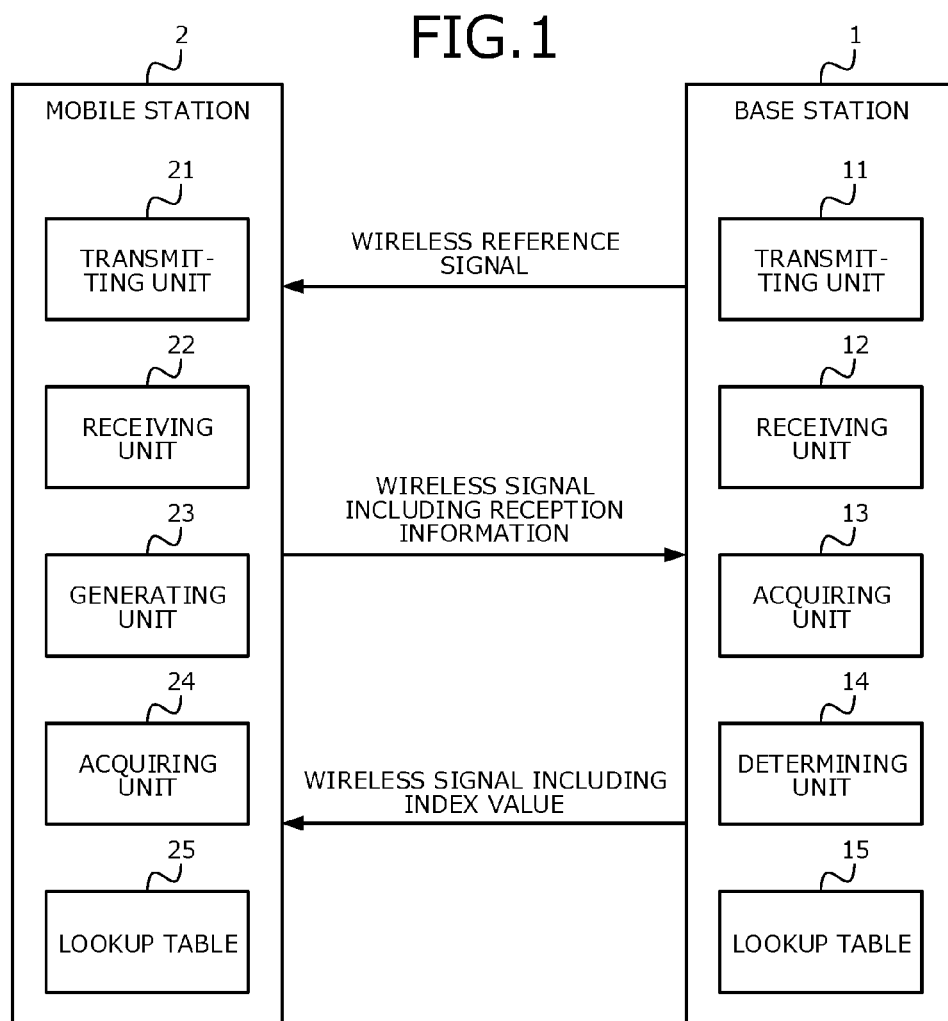 FIG.1
2
1
MOBILE STATION
BASE STATION
21
11
TRANSMIT-
TING UNIT
WIRELESS REFERENCE
SIGNAL
TRANSMIT-
TING UNIT
22
12
RECEIVING
UNIT
RECEIVING
UNIT
WIRELESS SIGNAL
INCLUDING RECEPTION
INFORMATION
23
13
GENERATING
UNIT
ACQUIRING
UNIT
24
14
ACQUIRING
UNIT
WIRELESS SIGNAL INCLUDING
INDEX VALUE
DETERMINING
UNIT
25
15
LOOKUP TABLE
LOOKUP TABLE